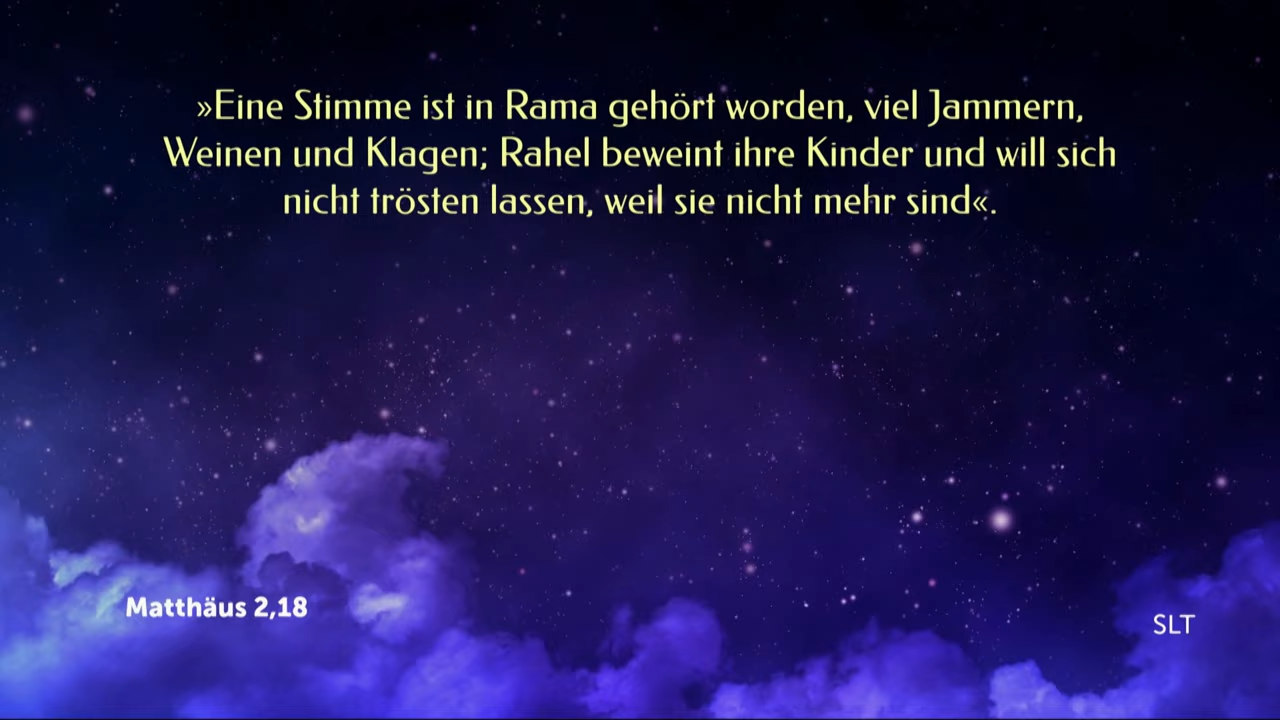 »Eine Stimme ist in Rama gehört worden, viel Jammern,
Weinen und Klagen; Rahel beweint ihre Kinder und will sich
nicht trösten lassen, weil sie nicht mehr sind«.
Matthäus 2,18
SLT